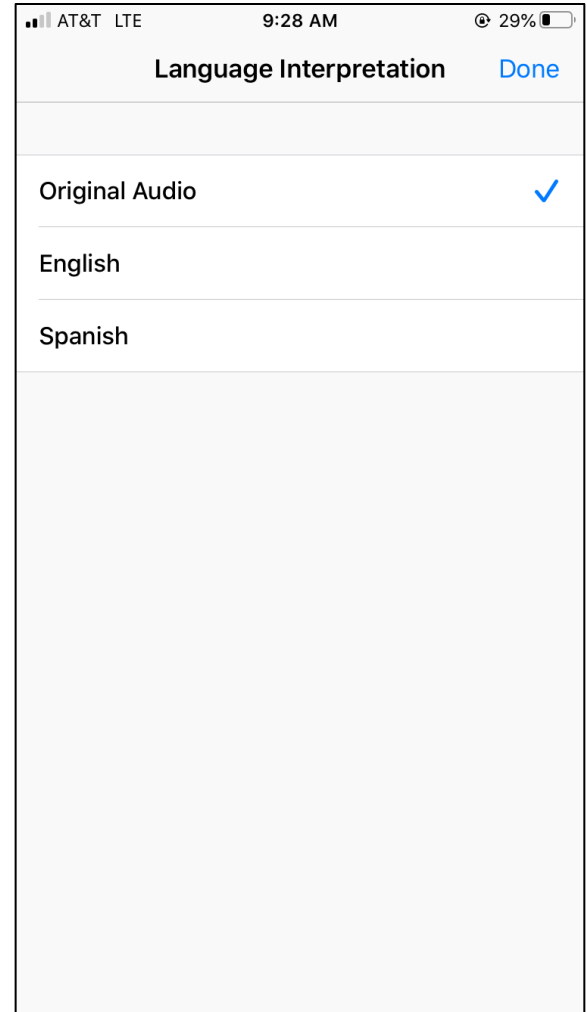 AT&T LTE 9:28 AM 29%
Language Interpretation Done
Original Audio
English
Spanish